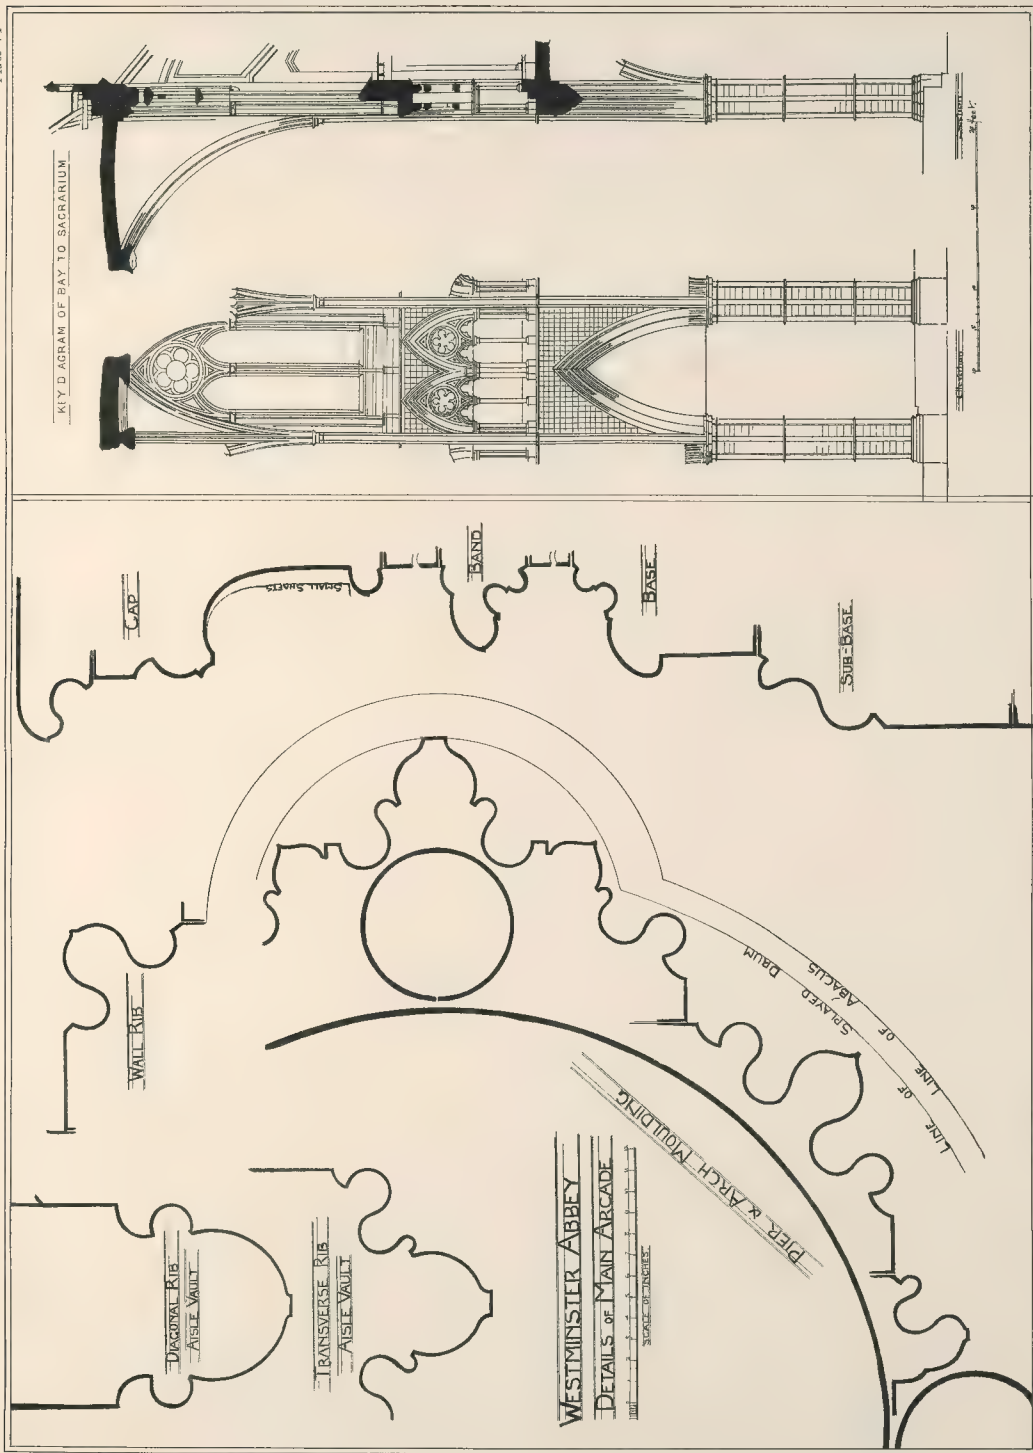 KEY DIAGRAM OF BAY TO SACRARIUM
CAP
SMALL SHAFTS
BAND
BASE
SUB-BASE
WALL RIB
LINE OF SPLAYED DRUM
LINE OF ABACUS
PIER & ARCH MOULDING
DIAGONAL RIB
AISLE VAULT
TRANSVERSE RIB
AISLE VAULT
WESTMINSTER ABBEY
DETAILS OF MAIN ARCADE
SCALE OF INCHES